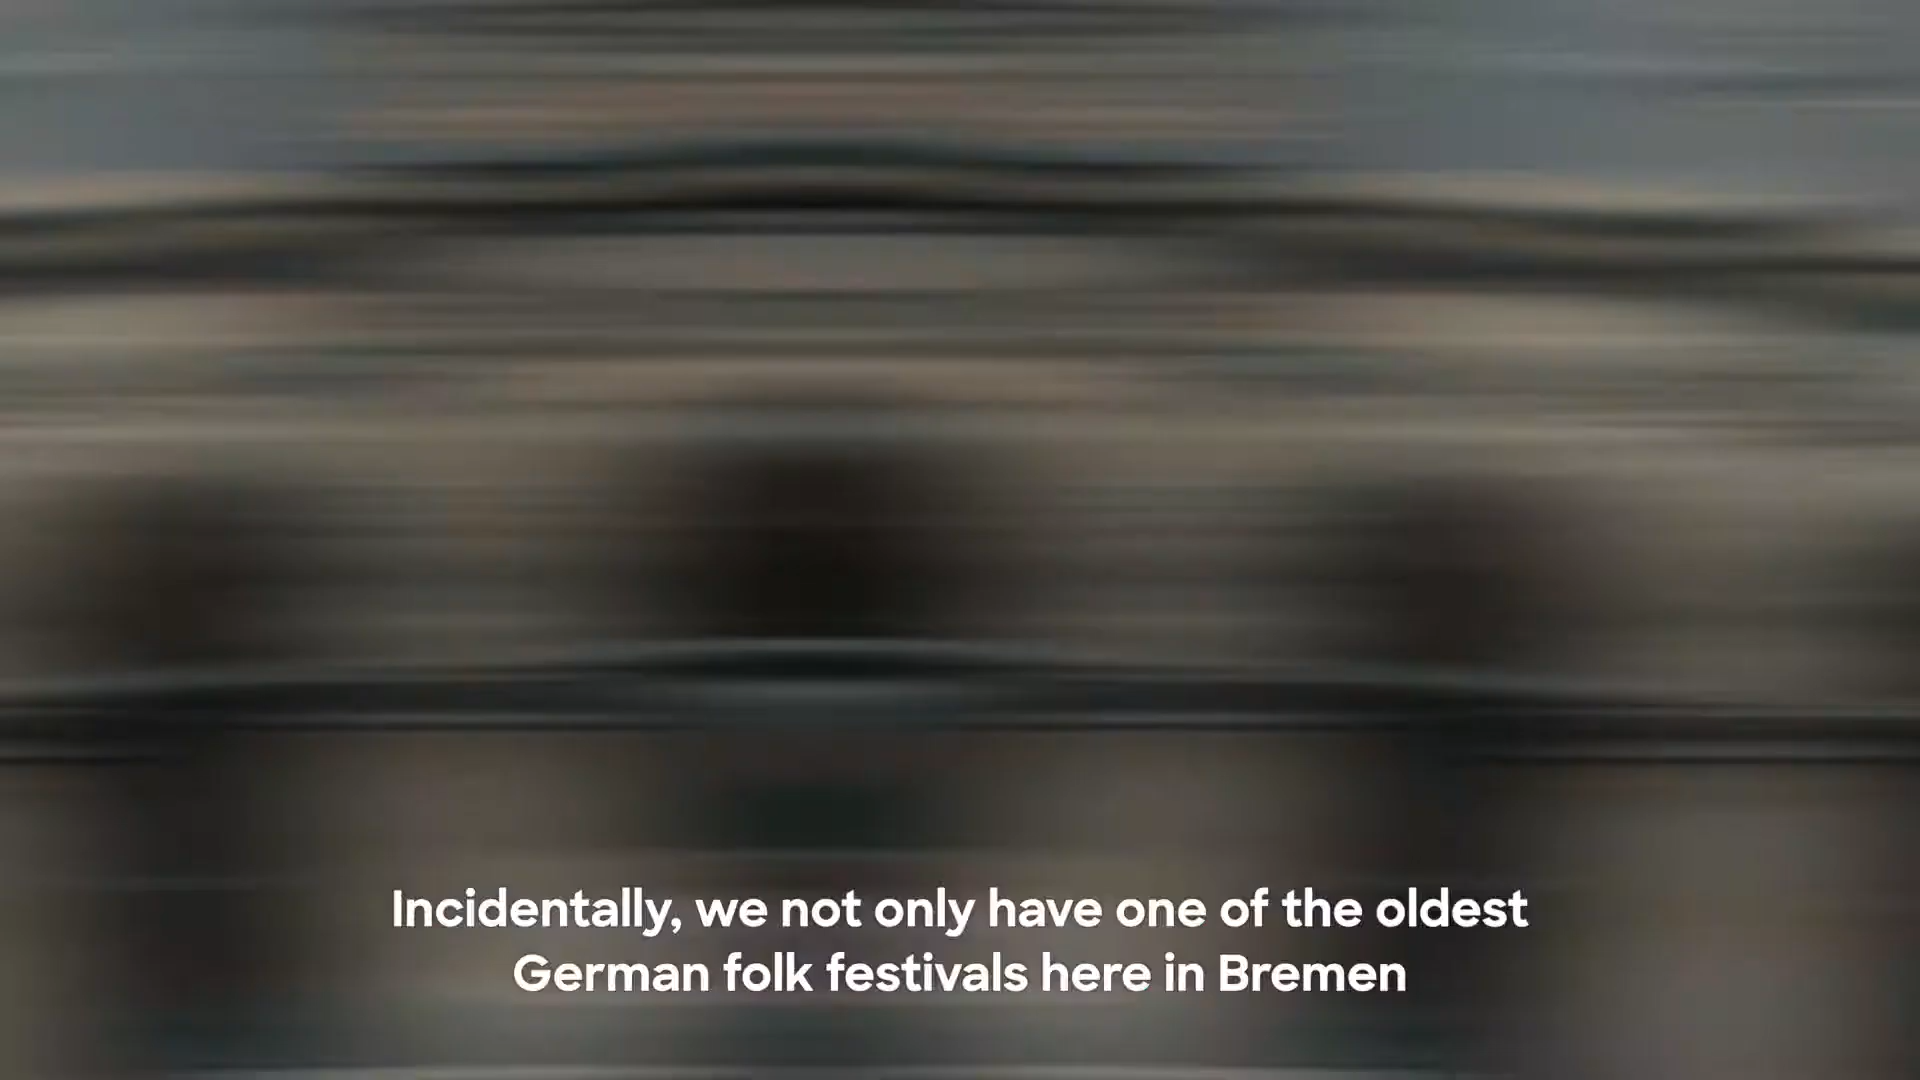 Incidentally, we not only have one of the oldest
German folk festivals here in Bremen